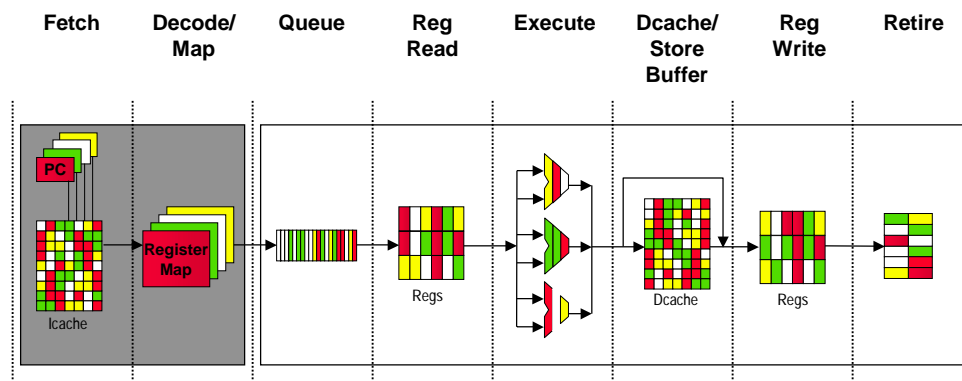 Fetch
Decode/
Map
Queue
Reg
Read
Execute
Dcache/
Store
Buffer
Reg
Write
Retire
PC
Register
Map
Icache
Regs
Dcache
Regs